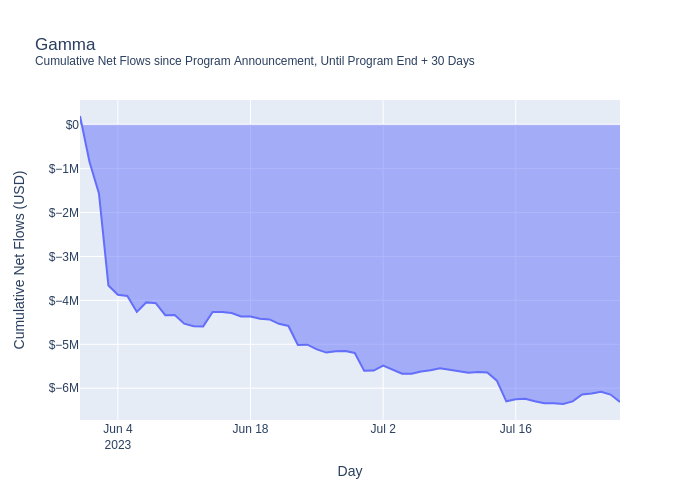 Gamma
Cumulative Net Flows since Program Announcement, Until Program End + 30 Days
Cumulative Net Flows (USD)
$0
$−1M
$−2M
$−3M
$−4M
$−5M
$−6M
Jun 4
2023
Jun 18
Jul 2
Jul 16
Day